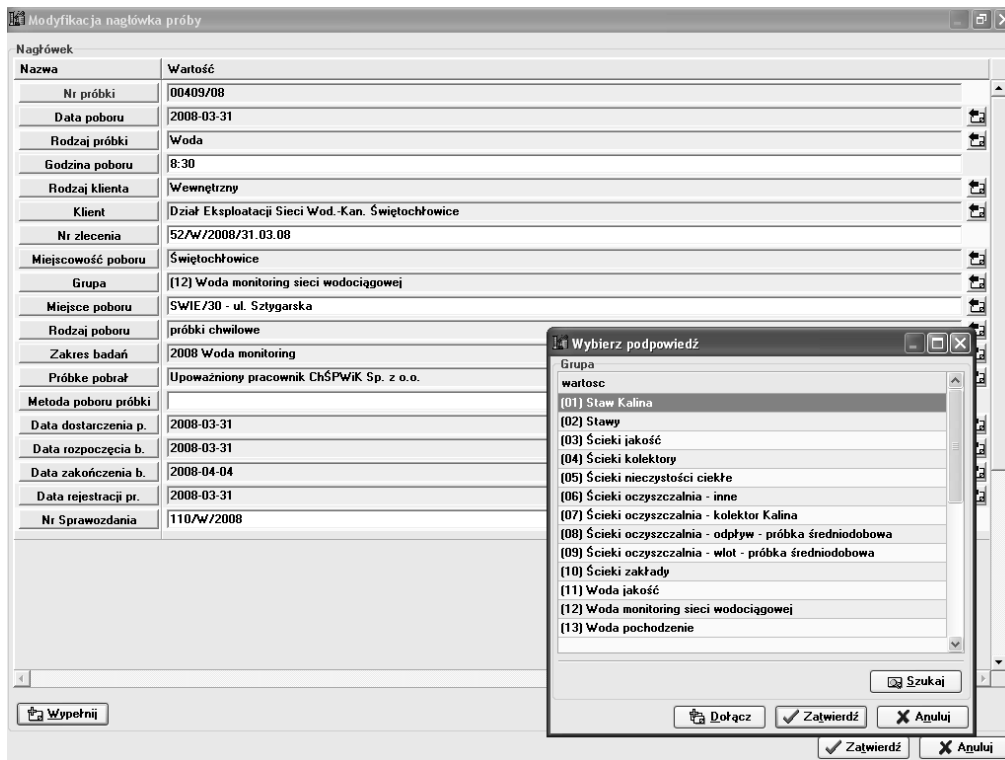 Modyfikacja nagłówka próby
Nagłówek
Nazwa Wartość
Nr próbki 00409/08
Data poboru 2008-03-31
Rodzaj próbki Woda
Godzina poboru 8:30
Rodzaj klienta Wewnętrzny
Klient Dział Eksploatacji Sieci Wod.-Kan. Świętochłowice
Nr zlecenia 52/W/2008/31.03.08
Miejscowość poboru Świętochłowice
Grupa (12) Woda monitoring sieci wodociągowej
Miejsce poboru SWIE/30 - ul. Sztygarska
Rodzaj poboru próbki chwilowe
Zakres badań 2008 Woda monitoring
Próbke pobrał Upoważniony pracownik ChŚPWiK Sp. z o.o.
Metoda poboru próbki
Data dostarczenia p. 2008-03-31
Data rozpoczęcia b. 2008-03-31
Data zakończenia b. 2008-04-04
Data rejestracji pr. 2008-03-31
Nr Sprawozdania 110/W/2008
Wypełnij
Zatwierdź Anuluj
Wybierz podpowiedź
Grupa
wartosc
(01) Staw Kalina
(02) Stawy
(03) Ścieki jakość
(04) Ścieki kolektory
(05) Ścieki nieczystości ciekłe
(06) Ścieki oczyszczalnia - inne
(07) Ścieki oczyszczalnia - kolektor Kalina
(08) Ścieki oczyszczalnia - odpływ - próbka średniodobowa
(09) Ścieki oczyszczalnia - wlot - próbka średniodobowa
(10) Ścieki zakłady
(11) Woda jakość
(12) Woda monitoring sieci wodociągowej
(13) Woda pochodzenie
Szukaj
Dołącz Zatwierdź Anuluj